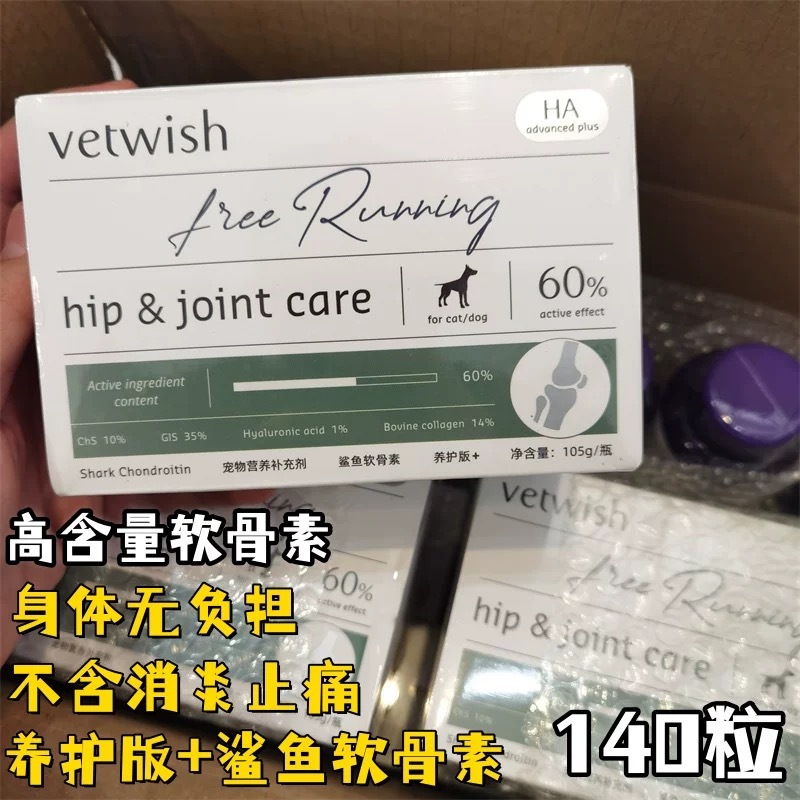 vetwish
HA
advanced plus
free Running
hip & joint care
for cat/dog
60%
active effect
Active ingredient
content
60%
ChS 10% GIS 35% Hyaluronic acid 1% Bovine collagen 14%
Shark Chondroitin 宠物营养补充剂 鲨鱼软骨素 养护版+ 净含量：105g/瓶
vetwish
free Running
hip & joint care
60%
active effect
高含量软骨素
身体无负担
不含消炎止痛
养护版+鲨鱼软骨素
140粒